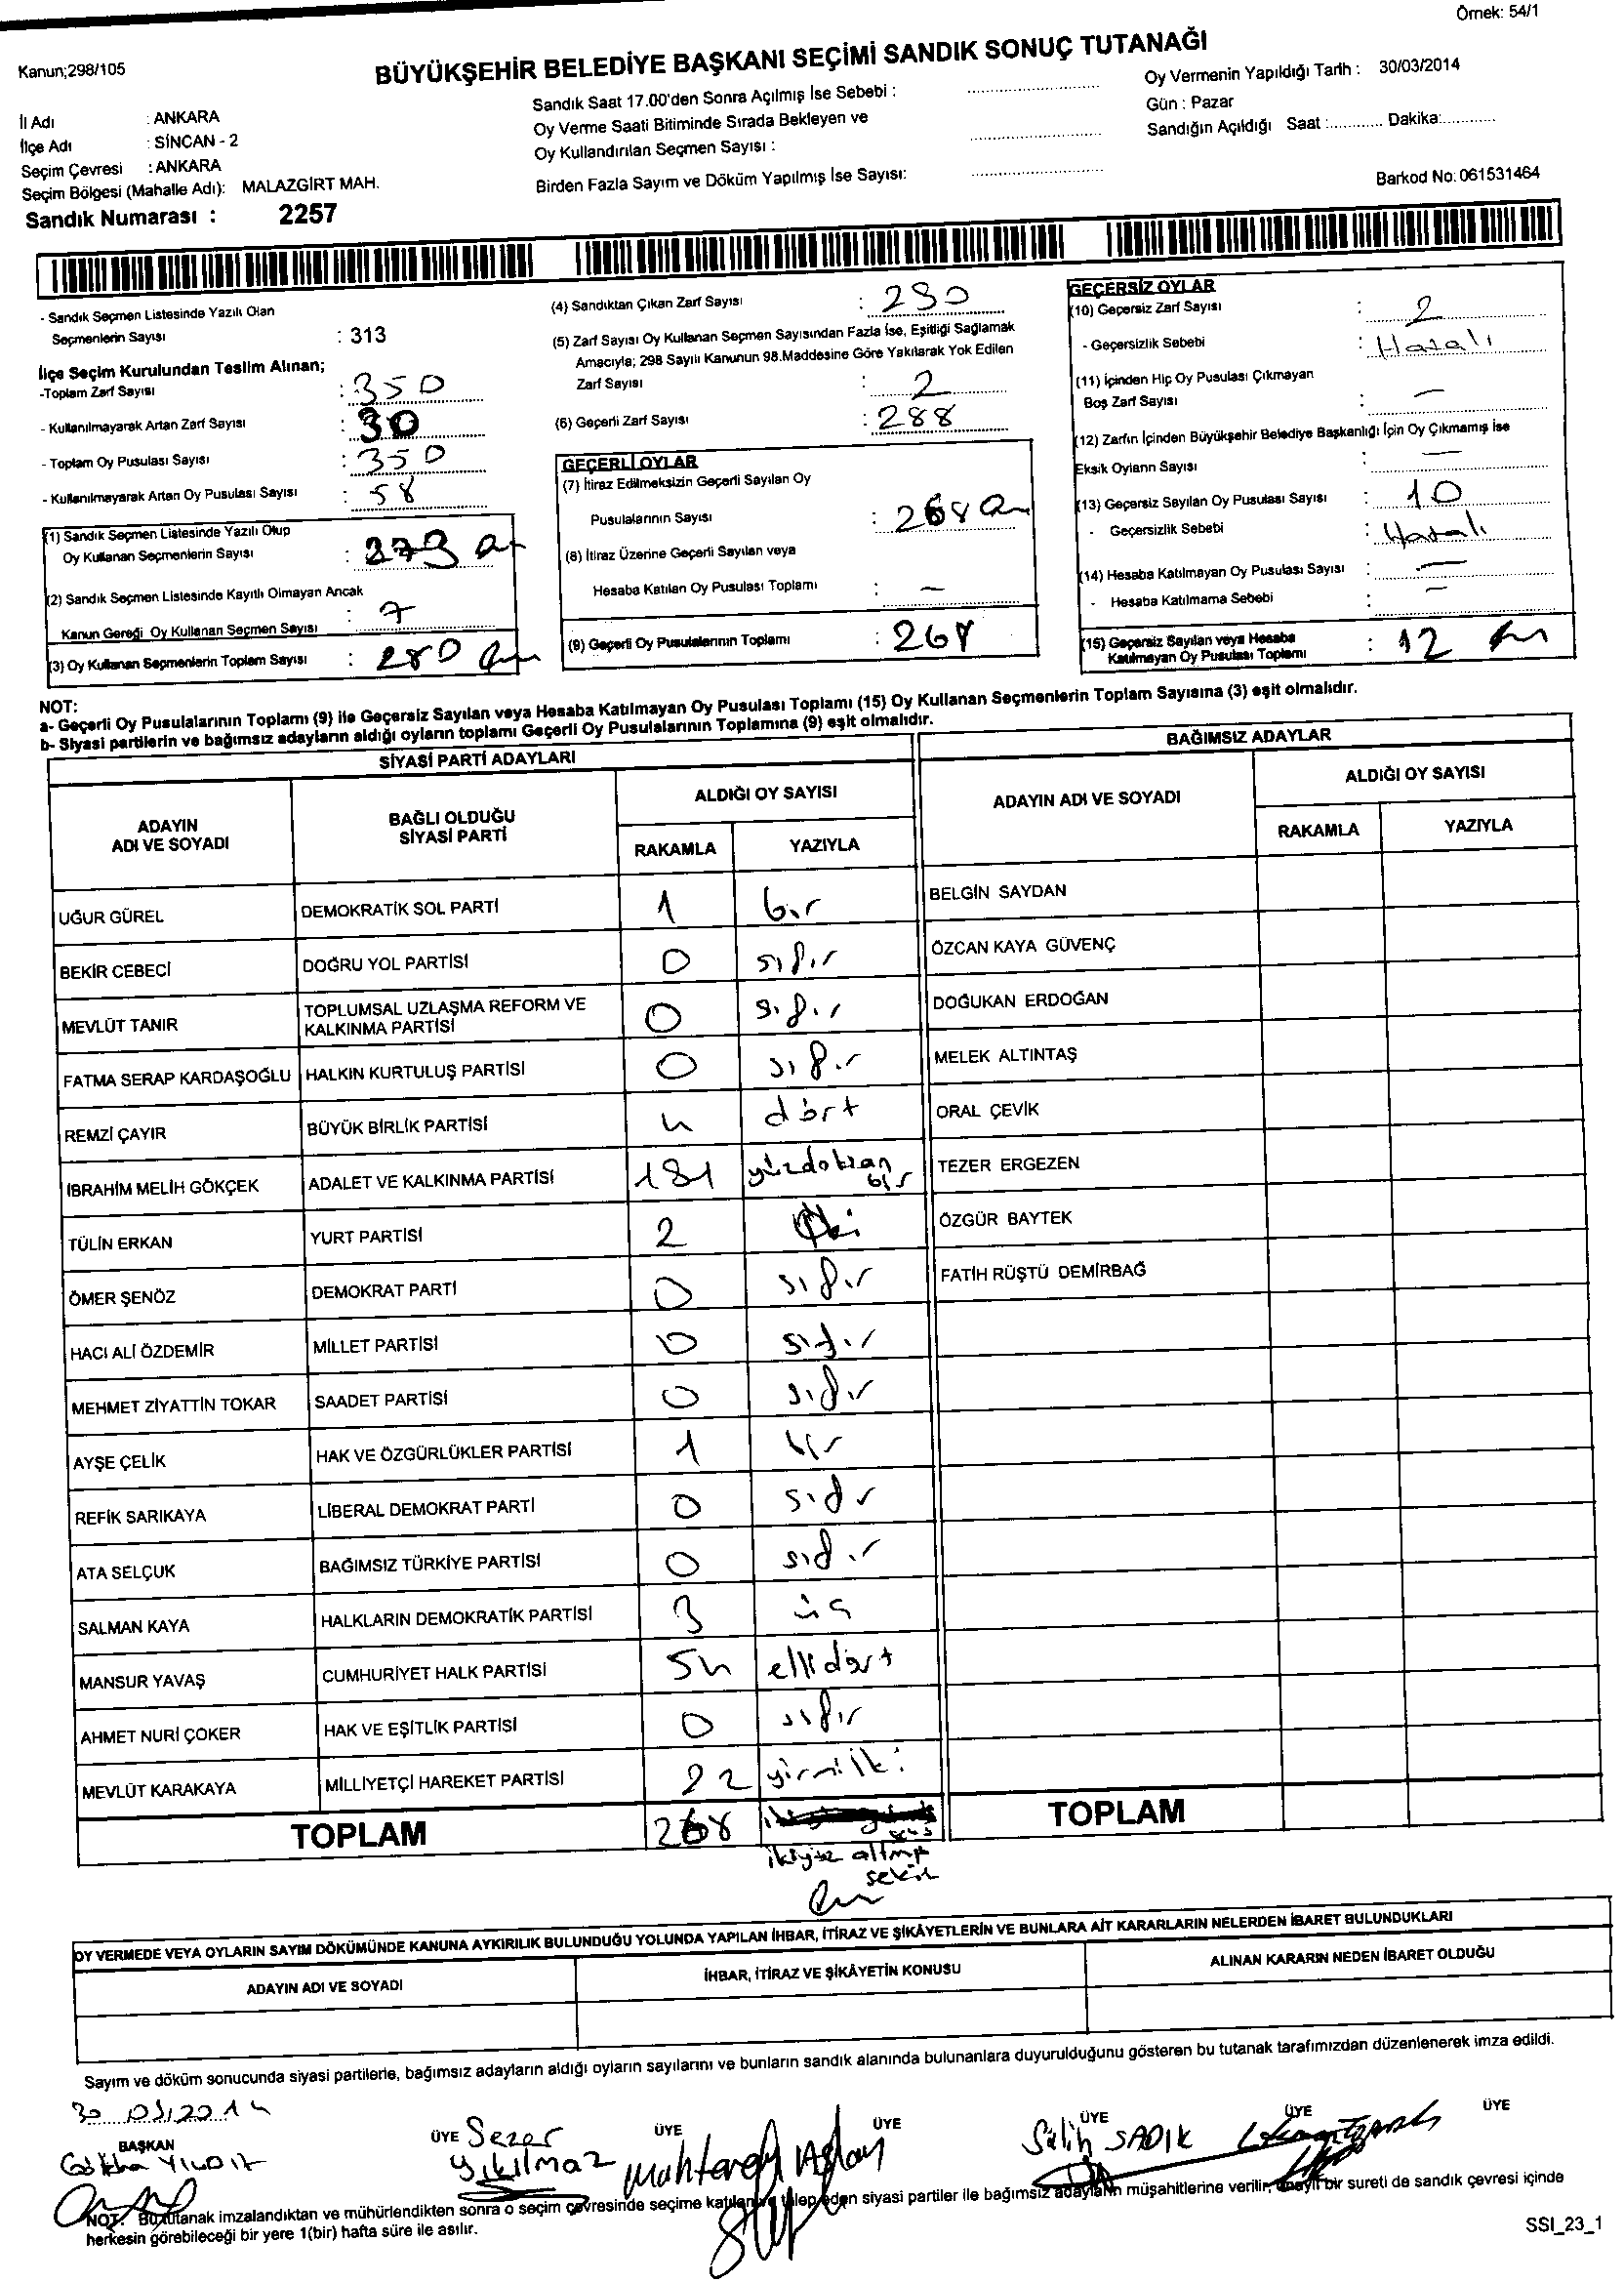 Örnek: 54/1
Kanun;298/105
BÜYÜKŞEHİR BELEDİYE BAŞKANI SEÇİMİ SANDIK SONUÇ TUTANAĞI
İl Adı : ANKARA
İlçe Adı : SİNCAN - 2
Seçim Çevresi : ANKARA
Seçim Bölgesi (Mahalle Adı): MALAZGİRT MAH.
Sandık Numarası : 2257
Sandık Saat 17.00'den Sonra Açılmış İse Sebebi :
Oy Verme Saati Bitiminde Sırada Bekleyen ve
Oy Kullandırılan Seçmen Sayısı :
Birden Fazla Sayım ve Döküm Yapılmış İse Sayısı:
Oy Vermenin Yapıldığı Tarih : 30/03/2014
Gün : Pazar
Sandığın Açıldığı Saat :............ Dakika:............
Barkod No: 061531464
- Sandık Seçmen Listesinde Yazılı Olan
Seçmenlerin Sayısı : 313
İlçe Seçim Kurulundan Teslim Alınan;
-Toplam Zarf Sayısı : 350
- Kullanılmayarak Artan Zarf Sayısı : 30
- Toplam Oy Pusulası Sayısı : 350
- Kullanılmayarak Artan Oy Pusulası Sayısı : 58
(1) Sandık Seçmen Listesinde Yazılı Olup
Oy Kullanan Seçmenlerin Sayısı : 273
(2) Sandık Seçmen Listesinde Kayıtlı Olmayan Ancak
Kanun Gereği Oy Kullanan Seçmen Sayısı : 7
(3) Oy Kullanan Seçmenlerin Toplam Sayısı : 280
(4) Sandıktan Çıkan Zarf Sayısı : 290
(5) Zarf Sayısı Oy Kullanan Seçmen Sayısından Fazla İse, Eşitliği Sağlamak
Amacıyla; 298 Sayılı Kanunun 98.Maddesine Göre Yakılarak Yok Edilen
Zarf Sayısı : 2
(6) Geçerli Zarf Sayısı : 288
GEÇERLİ OYLAR
(7) İtiraz Edilmeksizin Geçerli Sayılan Oy
Pusulalarının Sayısı : 268
(8) İtiraz Üzerine Geçerli Sayılan veya
Hesaba Katılan Oy Pusulası Toplamı : –
(9) Geçerli Oy Pusulalarının Toplamı : 268
GEÇERSİZ OYLAR
(10) Geçersiz Zarf Sayısı : 2
- Geçersizlik Sebebi : Hatalı
(11) İçinden Hiç Oy Pusulası Çıkmayan
Boş Zarf Sayısı : –
(12) Zarfın İçinden Büyükşehir Belediye Başkanlığı İçin Oy Çıkmamış İse
Eksik Oyların Sayısı : –
(13) Geçersiz Sayılan Oy Pusulası Sayısı : 10
- Geçersizlik Sebebi : Hatalı
(14) Hesaba Katılmayan Oy Pusulası Sayısı : –
- Hesaba Katılmama Sebebi : –
(15) Geçersiz Sayılan veya Hesaba
Katılmayan Oy Pusulası Toplamı : 12
NOT:
a- Geçerli Oy Pusulalarının Toplamı (9) ile Geçersiz Sayılan veya Hesaba Katılmayan Oy Pusulası Toplamı (15) Oy Kullanan Seçmenlerin Toplam Sayısına (3) eşit olmalıdır.
b- Siyasi partilerin ve bağımsız adayların aldığı oyların toplamı Geçerli Oy Pusulalarının Toplamına (9) eşit olmalıdır.
SİYASİ PARTİ ADAYLARI
ADAYIN ADI VE SOYADI BAĞLI OLDUĞU SİYASİ PARTİ ALDIĞI OY SAYISI
RAKAMLA YAZIYLA
UĞUR GÜREL DEMOKRATİK SOL PARTİ 1 bir
BEKİR CEBECİ DOĞRU YOL PARTİSİ 0 sıfır
MEVLÜT TANIR TOPLUMSAL UZLAŞMA REFORM VE KALKINMA PARTİSİ 0 sıfır
FATMA SERAP KARDAŞOĞLU HALKIN KURTULUŞ PARTİSİ 0 sıfır
REMZİ ÇAYIR BÜYÜK BİRLİK PARTİSİ 4 dört
İBRAHİM MELİH GÖKÇEK ADALET VE KALKINMA PARTİSİ 181 yüzdoksan bir
TÜLİN ERKAN YURT PARTİSİ 2 iki
ÖMER ŞENÖZ DEMOKRAT PARTİ 0 sıfır
HACI ALİ ÖZDEMİR MİLLET PARTİSİ 0 sıfır
MEHMET ZİYATTİN TOKAR SAADET PARTİSİ 0 sıfır
AYŞE ÇELİK HAK VE ÖZGÜRLÜKLER PARTİSİ 1 bir
REFİK SARIKAYA LİBERAL DEMOKRAT PARTİ 0 sıfır
ATA SELÇUK BAĞIMSIZ TÜRKİYE PARTİSİ 0 sıfır
SALMAN KAYA HALKLARIN DEMOKRATİK PARTİSİ 3 üç
MANSUR YAVAŞ CUMHURİYET HALK PARTİSİ 54 ellidört
AHMET NURİ ÇOKER HAK VE EŞİTLİK PARTİSİ 0 sıfır
MEVLÜT KARAKAYA MİLLİYETÇİ HAREKET PARTİSİ 22 yirmiiki
TOPLAM 268
ikiyüz altmış
sekiz
BAĞIMSIZ ADAYLAR
ADAYIN ADI VE SOYADI ALDIĞI OY SAYISI
RAKAMLA YAZIYLA
BELGİN SAYDAN
ÖZCAN KAYA GÜVENÇ
DOĞUKAN ERDOĞAN
MELEK ALTINTAŞ
ORAL ÇEVİK
TEZER ERGEZEN
ÖZGÜR BAYTEK
FATİH RÜŞTÜ DEMİRBAĞ
TOPLAM
OY VERMEDE VEYA OYLARIN SAYIM DÖKÜMÜNDE KANUNA AYKIRILIK BULUNDUĞU YOLUNDA YAPILAN İHBAR, İTİRAZ VE ŞİKÂYETLERİN VE BUNLARA AİT KARARLARIN NELERDEN İBARET BULUNDUKLARI
ADAYIN ADI VE SOYADI İHBAR, İTİRAZ VE ŞİKÂYETİN KONUSU ALINAN KARARIN NEDEN İBARET OLDUĞU
Sayım ve döküm sonucunda siyasi partilerle, bağımsız adayların aldığı oyların sayılarını ve bunların sandık alanında bulunanlara duyurulduğunu gösteren bu tutanak tarafımızdan düzenlenerek imza edildi.
30 03/2014
BAŞKAN ÜYE ÜYE ÜYE ÜYE ÜYE ÜYE
Gökhan YILDIZ
Sezer
Yıkılmaz
Muhterem Aslan
Salih SADIK
NOT: Bu tutanak imzalandıktan ve mühürlendikten sonra o seçim çevresinde seçime katılan ve talep eden siyasi partiler ile bağımsız adayların müşahitlerine verilir, onaylı bir sureti de sandık çevresi içinde
herkesin görebileceği bir yere 1(bir) hafta süre ile asılır.
SSI_23_1